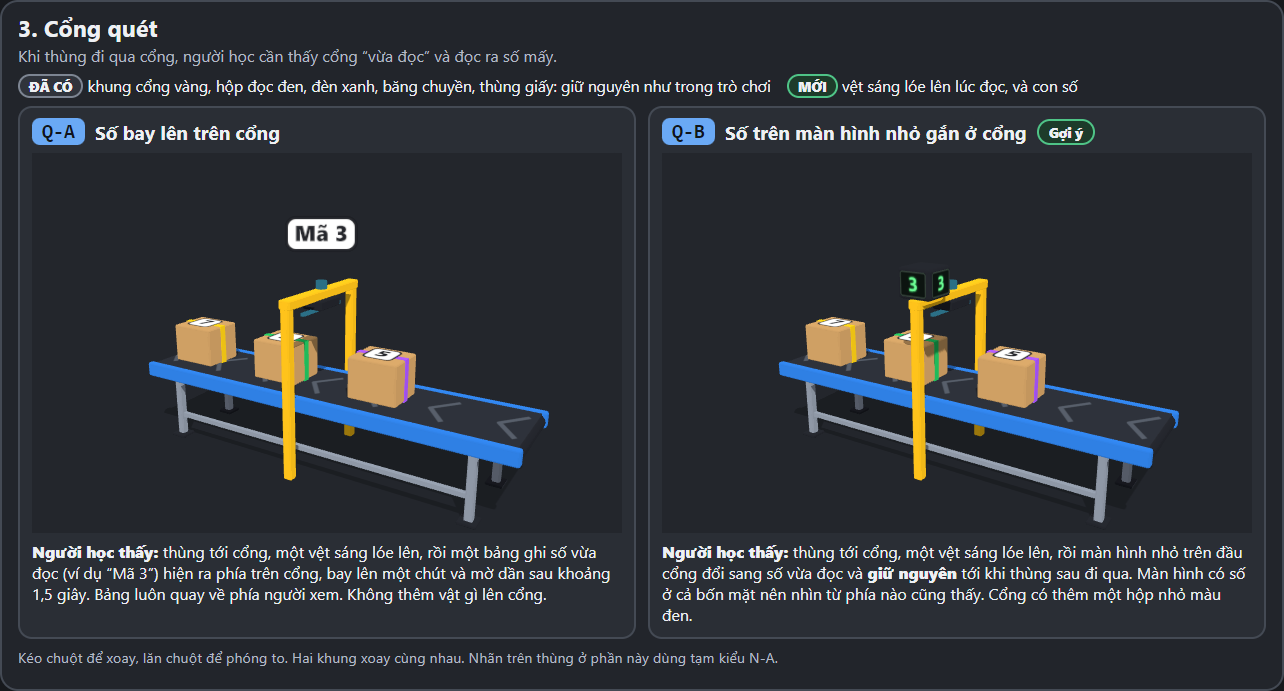 3. Cổng quét
Khi thùng đi qua cổng, người học cần thấy cổng “vừa đọc” và đọc ra số mấy.
ĐÃ CÓ khung cổng vàng, hộp đọc đen, đèn xanh, băng chuyền, thùng giấy: giữ nguyên như trong trò chơi MỚI vệt sáng lóe lên lúc đọc, và con số
Q-A Số bay lên trên cổng
Mã 3
5
Người học thấy: thùng tới cổng, một vệt sáng lóe lên, rồi một bảng ghi số vừa
đọc (ví dụ “Mã 3”) hiện ra phía trên cổng, bay lên một chút và mờ dần sau khoảng
1,5 giây. Bảng luôn quay về phía người xem. Không thêm vật gì lên cổng.
Q-B Số trên màn hình nhỏ gắn ở cổng Gợi ý
3 3
5
Người học thấy: thùng tới cổng, một vệt sáng lóe lên, rồi màn hình nhỏ trên đầu
cổng đổi sang số vừa đọc và giữ nguyên tới khi thùng sau đi qua. Màn hình có số
ở cả bốn mặt nên nhìn từ phía nào cũng thấy. Cổng có thêm một hộp nhỏ màu
đen.
Kéo chuột để xoay, lăn chuột để phóng to. Hai khung xoay cùng nhau. Nhãn trên thùng ở phần này dùng tạm kiểu N-A.